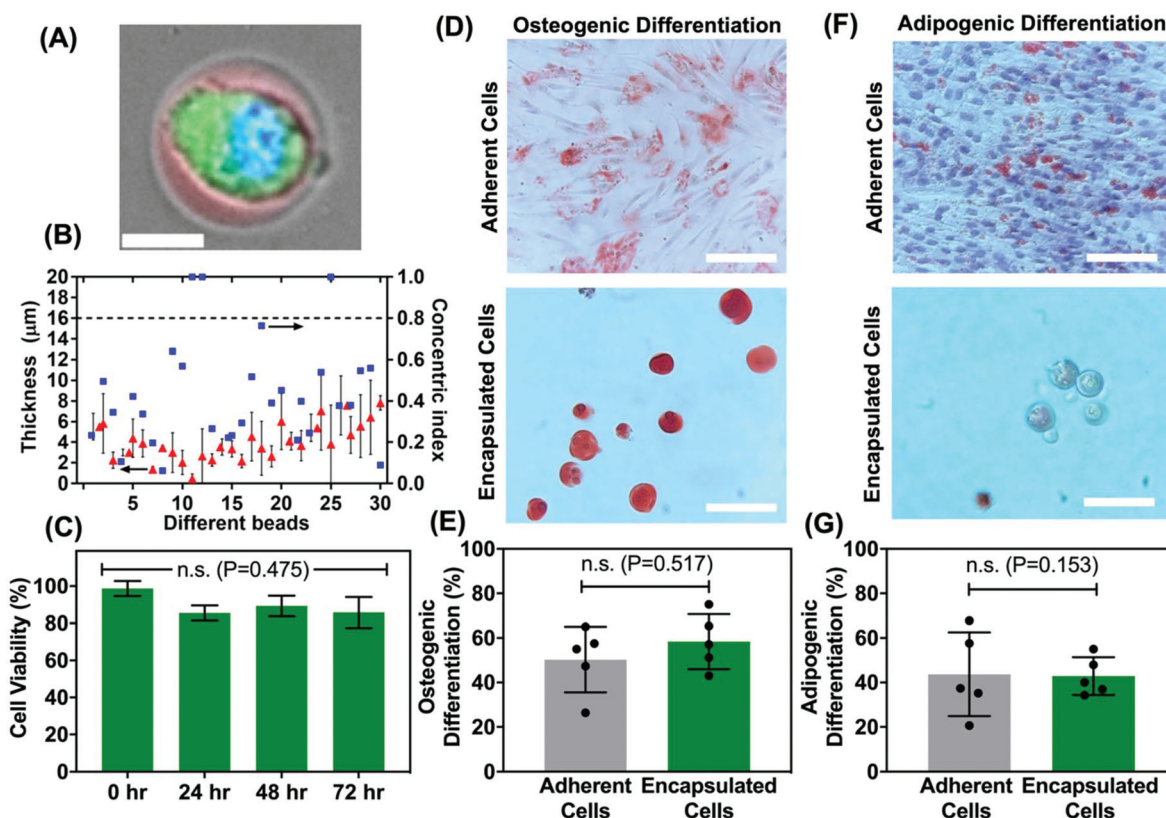 (A)
(B)
20
18
16
14
12
10
8
6
4
2
0
Thickness (µm)
1.0
0.8
0.6
0.4
0.2
0.0
Concentric index
5
10
15
20
25
30
Different beads
(C)
n.s. (P=0.475)
100
80
60
40
20
0
Cell Viability (%)
0 hr
24 hr
48 hr
72 hr
(D)
Osteogenic Differentiation
Adherent Cells
Encapsulated Cells
(E)
n.s. (P=0.517)
100
80
60
40
20
0
Osteogenic
Differentiation (%)
Adherent
Cells
Encapsulated
Cells
(F)
Adipogenic Differentiation
Adherent Cells
Encapsulated Cells
(G)
n.s. (P=0.153)
100
80
60
40
20
0
Adipogenic
Differentiation (%)
Adherent
Cells
Encapsulated
Cells